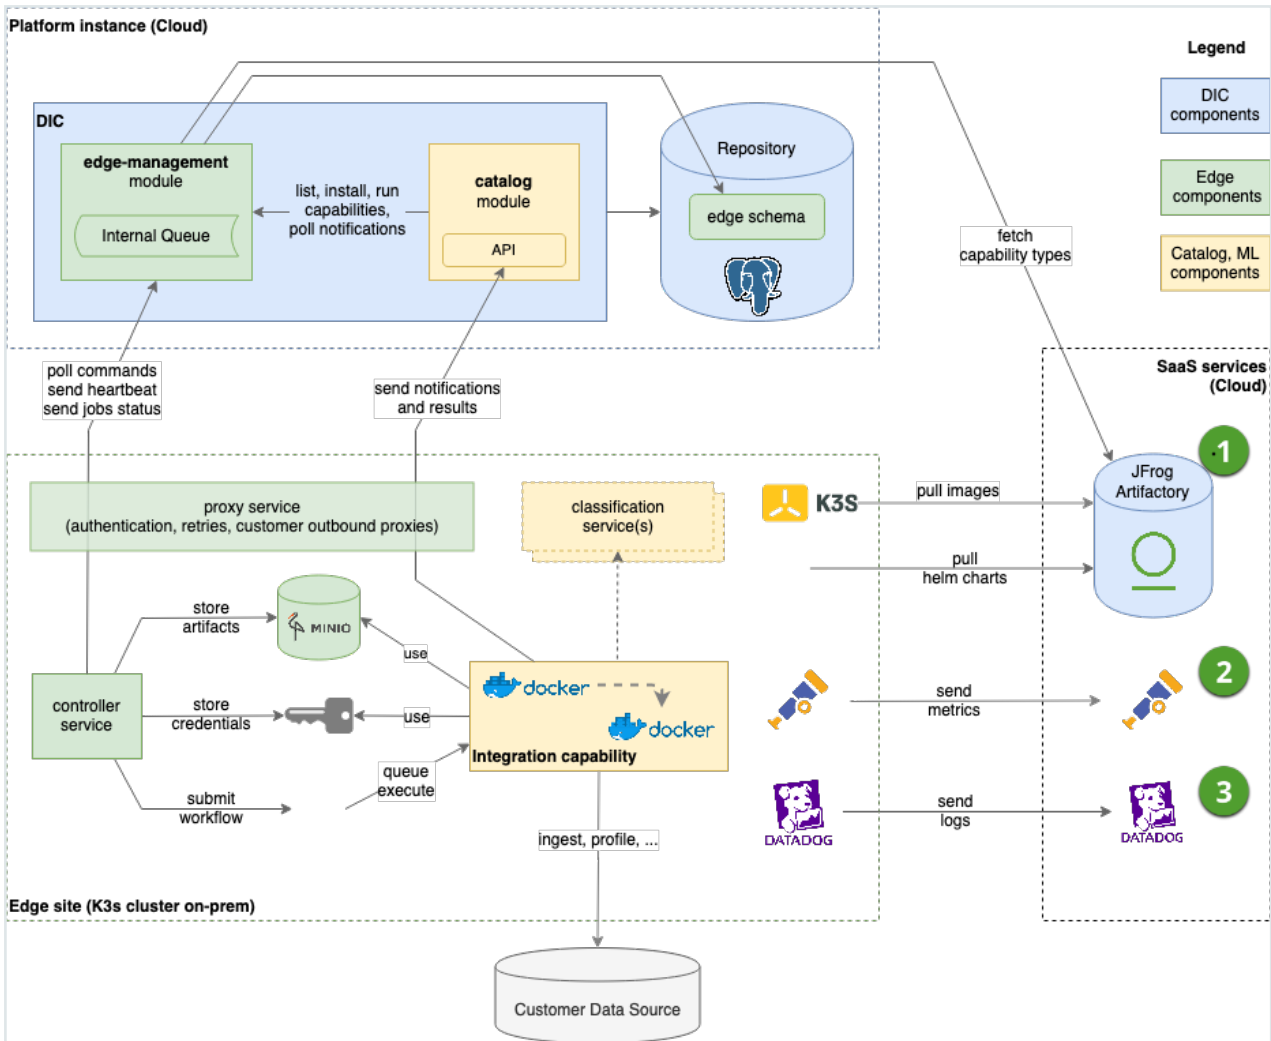 Platform instance (Cloud)
Legend
DIC
components
Edge
components
Catalog, ML
components
DIC
edge-management
module
Internal Queue
list, install, run
capabilities,
poll notifications
catalog
module
API
Repository
edge schema
fetch
capability types
poll commands
send heartbeat
send jobs status
send notifications
and results
SaaS services
(Cloud)
1
JFrog
Artifactory
proxy service
(authentication, retries, customer outbound proxies)
classification
service(s)
K3S
pull images
pull
helm charts
store
artifacts
MINIO
use
controller
service
store
credentials
use
docker
docker
Integration capability
send
metrics
2
submit
workflow
queue
execute
DATADOG
send
logs
DATADOG
3
ingest, profile, ...
Edge site (K3s cluster on-prem)
Customer Data Source